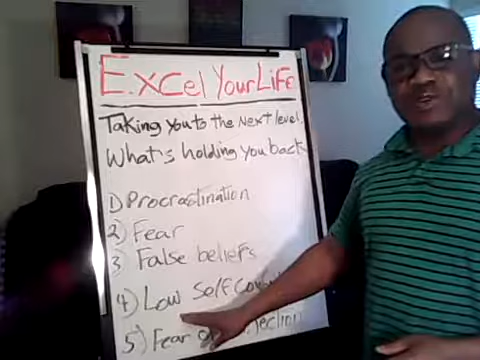 Excel Your Life
Taking You to the Next level.
What's holding you back
1) Procrastination
2) Fear
3) False beliefs
4) Low Self
5) Fear